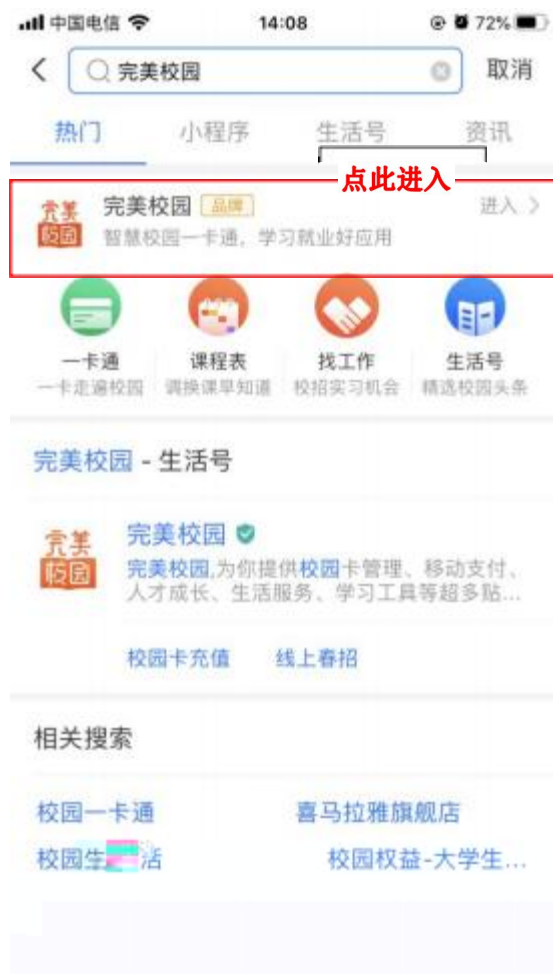 中国电信 14:08 72%
完美校园 取消
热门 小程序 生活号 资讯
点此进入
完美校园 品牌 进入
智慧校园一卡通，学习就业好应用
完美校园
一卡通 课程表 找工作 生活号
一卡走遍校园 调换课早知道 校招实习机会 精选校园头条
完美校园 - 生活号
完美校园
完美校园
完美校园,为你提供校园卡管理、移动支付、
人才成长、生活服务、学习工具等超多贴...
校园卡充值 线上春招
相关搜索
校园一卡通 喜马拉雅旗舰店
校园生 活 校园权益-大学生...